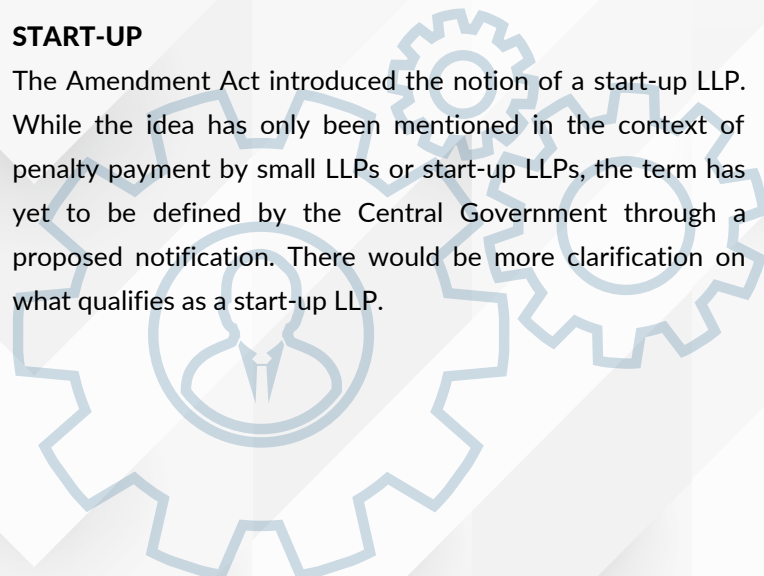 START-UP
The Amendment Act introduced the notion of a start-up LLP.
While the idea has only been mentioned in the context of
penalty payment by small LLPs or start-up LLPs, the term has
yet to be defined by the Central Government through a
proposed notification. There would be more clarification on
what qualifies as a start-up LLP.